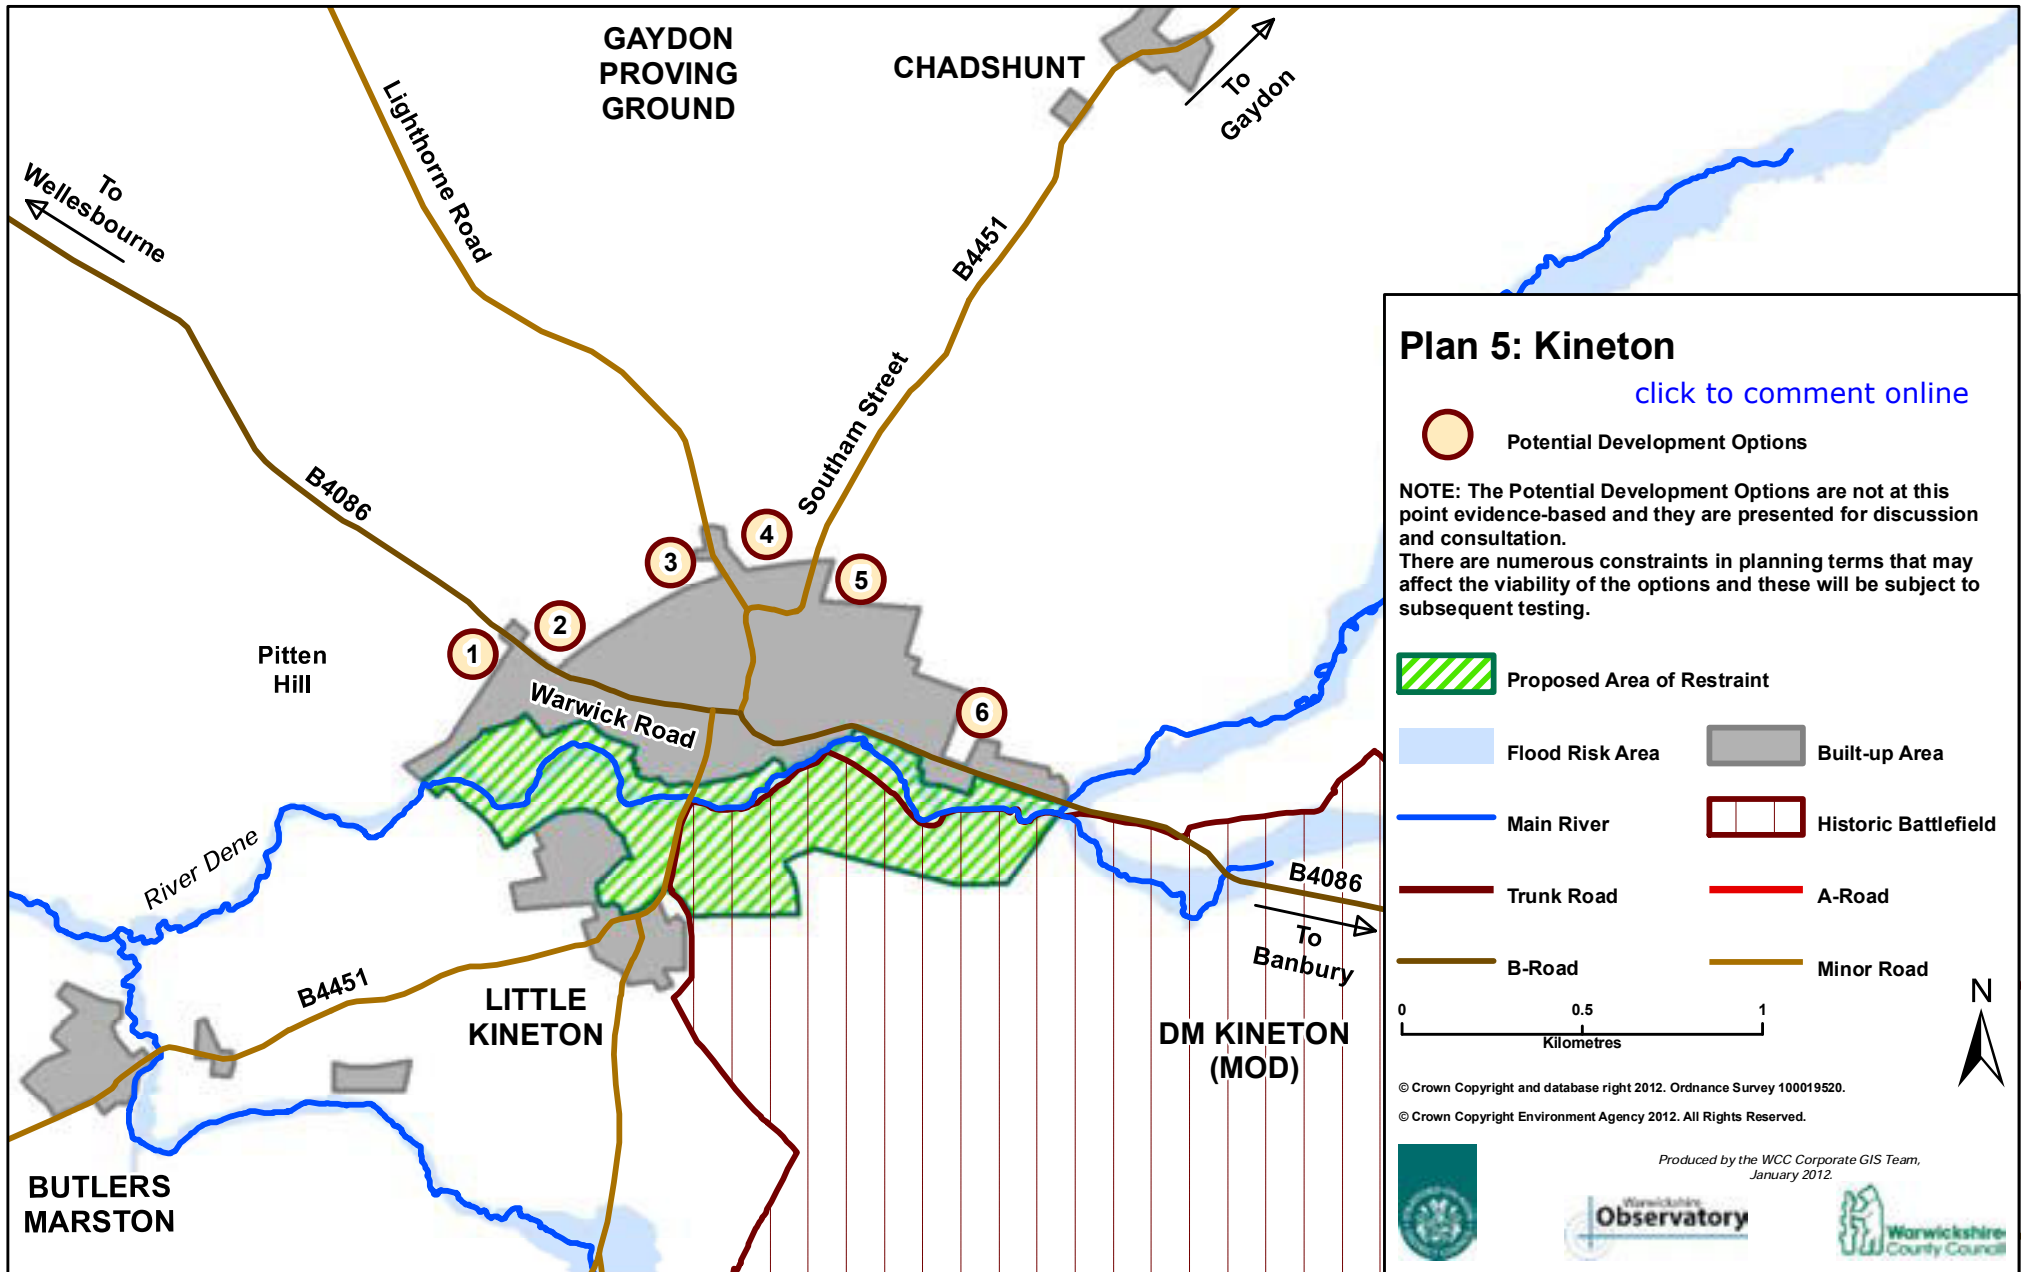 GAYDON
PROVING
GROUND
CHADSHUNT
To
Gaydon
Lighthorne Road
To
Wellesbourne
B4451
B4086
Southam Street
1
2
3
4
5
6
Pitten
Hill
Warwick Road
River Dene
B4451
LITTLE
KINETON
B4086
To
Banbury
DM KINETON
(MOD)
BUTLERS
MARSTON
Plan 5: Kineton
click to comment online
Potential Development Options
NOTE: The Potential Development Options are not at this
point evidence-based and they are presented for discussion
and consultation.
There are numerous constraints in planning terms that may
affect the viability of the options and these will be subject to
subsequent testing.
Proposed Area of Restraint
Flood Risk Area
Built-up Area
Main River
Historic Battlefield
Trunk Road
A-Road
B-Road
Minor Road
0 0.5 1
Kilometres
N
© Crown Copyright and database right 2012. Ordnance Survey 100019520.
© Crown Copyright Environment Agency 2012. All Rights Reserved.
Produced by the WCC Corporate GIS Team,
January 2012.
Warwickshire
Observatory
Warwickshire
County Council